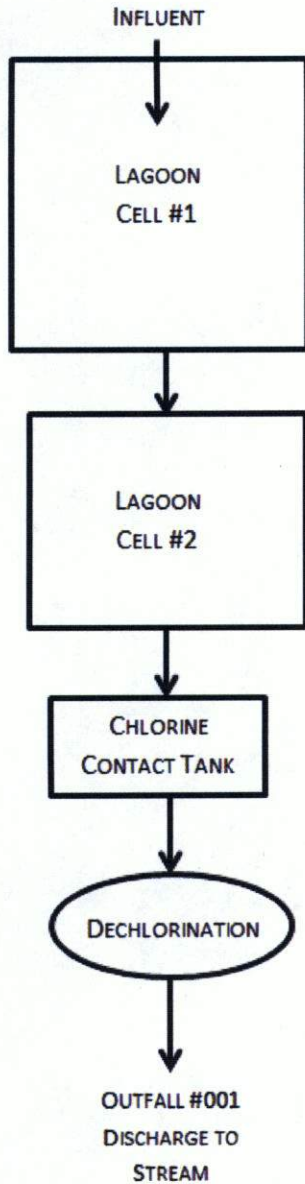 INFLUENT
LAGOON
CELL #1
LAGOON
CELL #2
CHLORINE
CONTACT TANK
DECHLORINATION
OUTFALL #001
DISCHARGE TO
STREAM